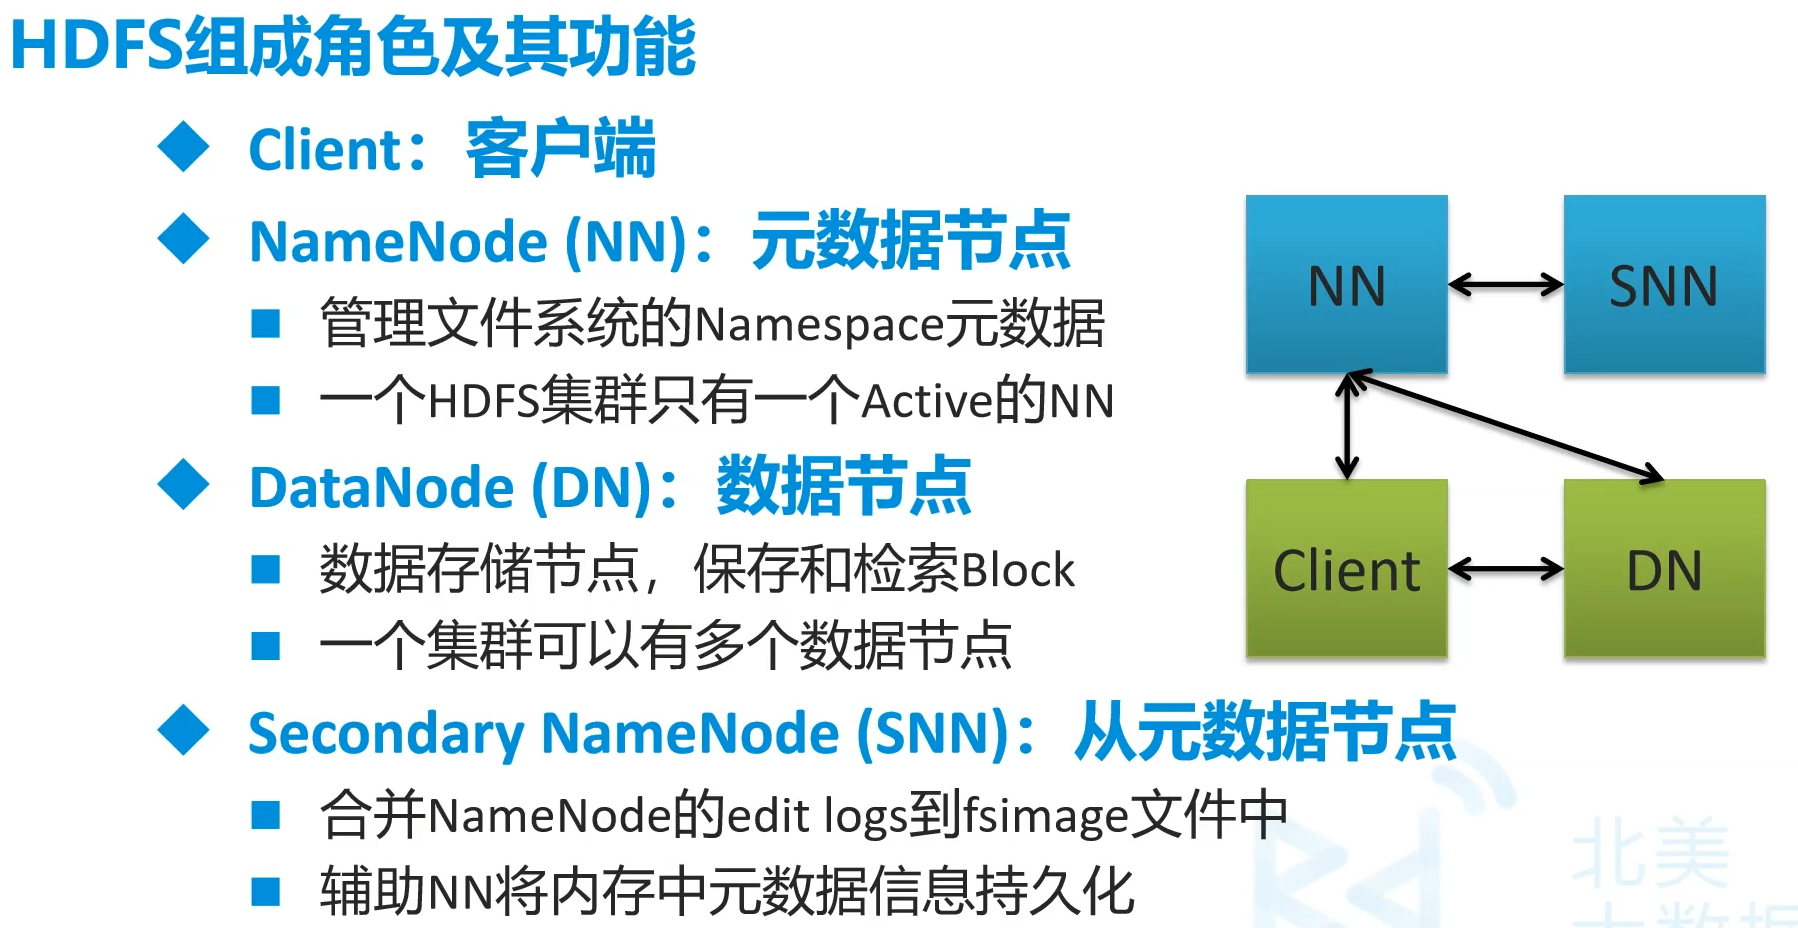 HDFS组成角色及其功能
Client：客户端
NameNode (NN)：元数据节点
管理文件系统的Namespace元数据
一个HDFS集群只有一个Active的NN
DataNode (DN)：数据节点
数据存储节点，保存和检索Block
一个集群可以有多个数据节点
Secondary NameNode (SNN)：从元数据节点
合并NameNode的edit logs到fsimage文件中
辅助NN将内存中元数据信息持久化
NN
SNN
Client
DN
北美
大数据